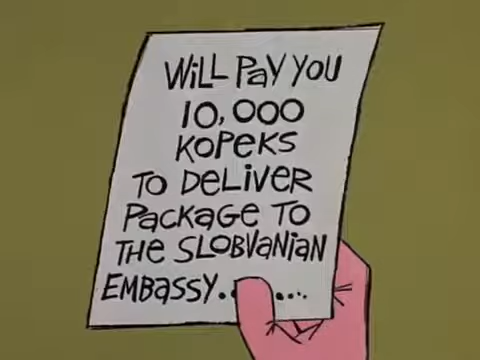 WiLL PaY YOU
10,000
KOPeKS
TO DeLiVeR
PacKaGe TO
THe SLOBVaNiaN
eMBaSSY........